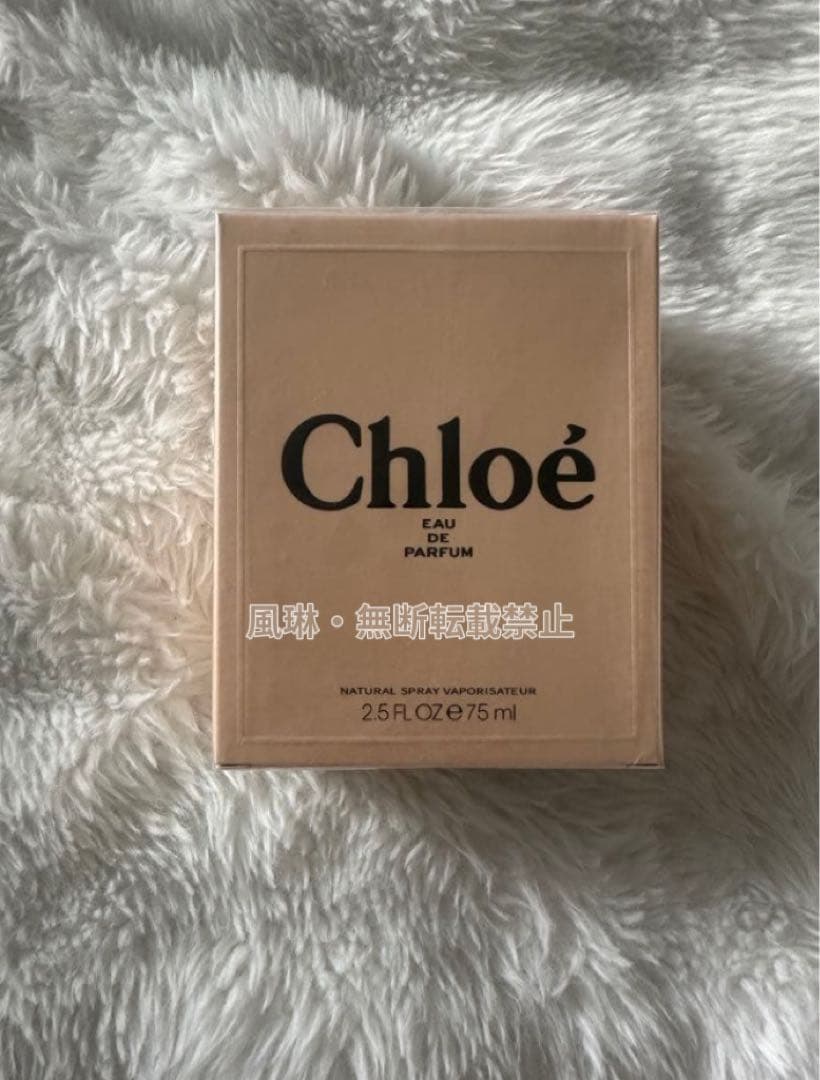 Chloé
EAU
DE
PARFUM
風琳・無断転載禁止
NATURAL SPRAY VAPORISATEUR
2.5 FL OZ℮75 ml